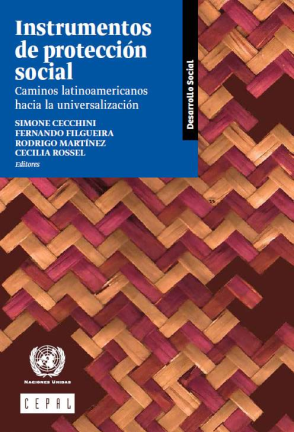 Instrumentos
de protección
social
Caminos latinoamericanos
hacia la universalización
SIMONE CECCHINI
FERNANDO FILGUEIRA
RODRIGO MARTÍNEZ
CECILIA ROSSEL
Editores
Desarrollo Social
NACIONES UNIDAS
CEPAL